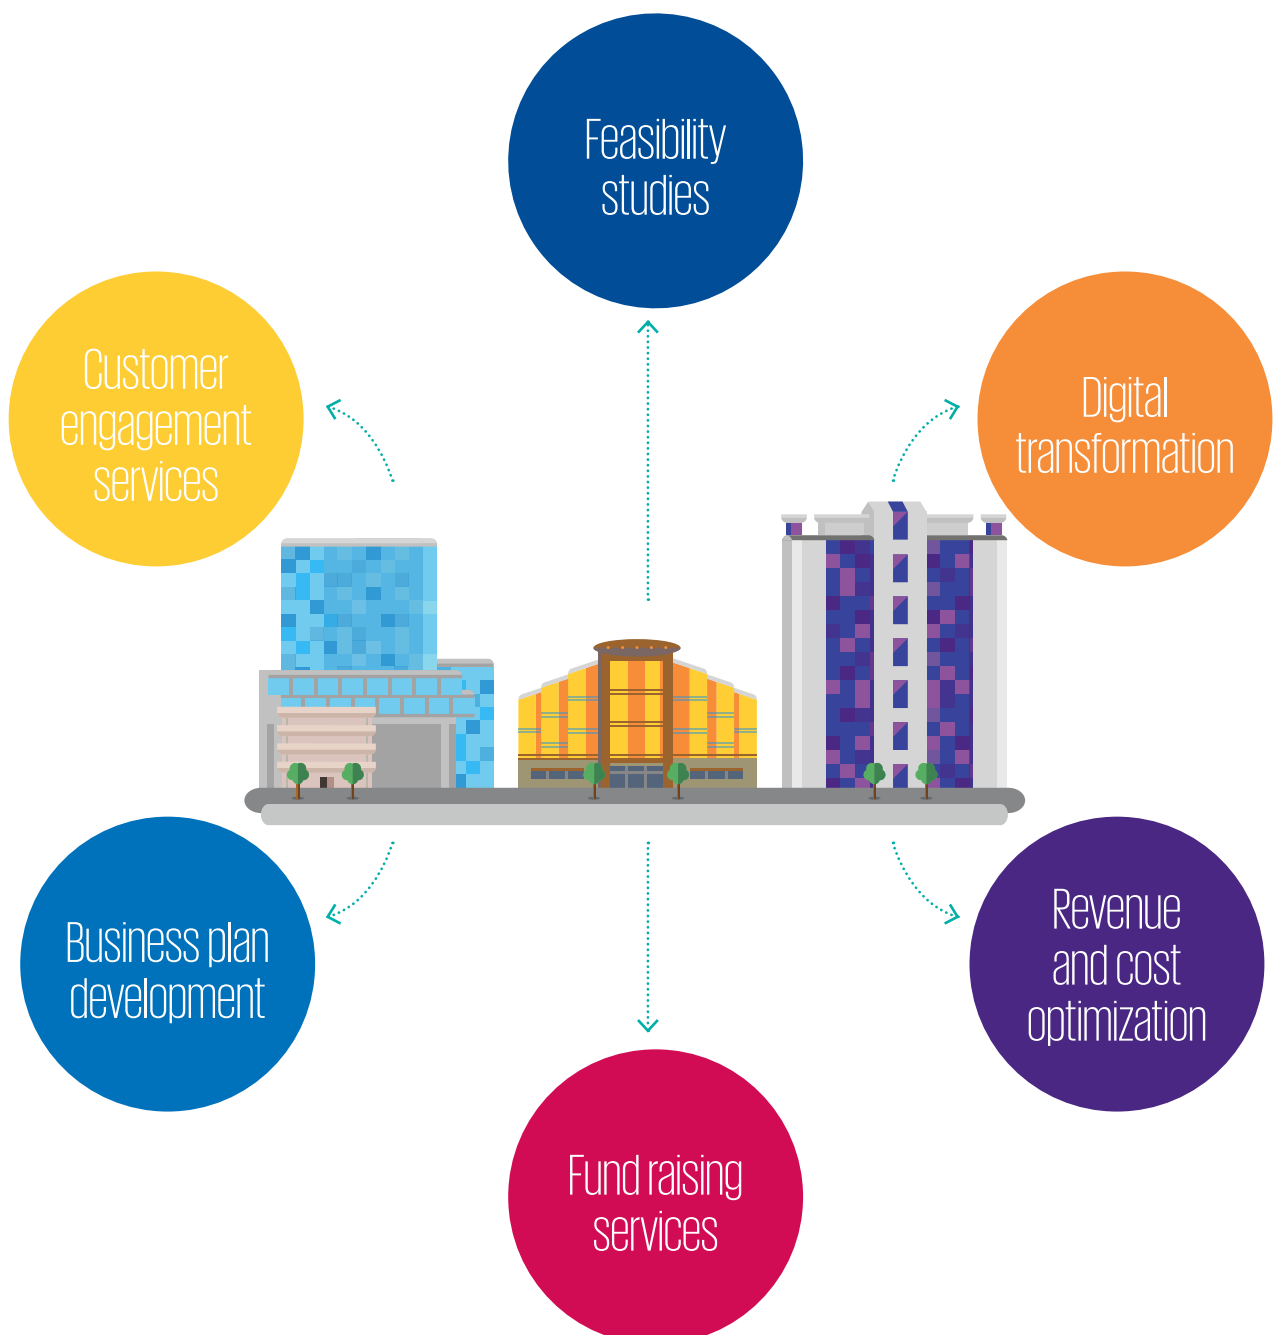 Feasibility
studies
Customer
engagement
services
Digital
transformation
Business plan
development
Revenue
and cost
optimization
Fund raising
services